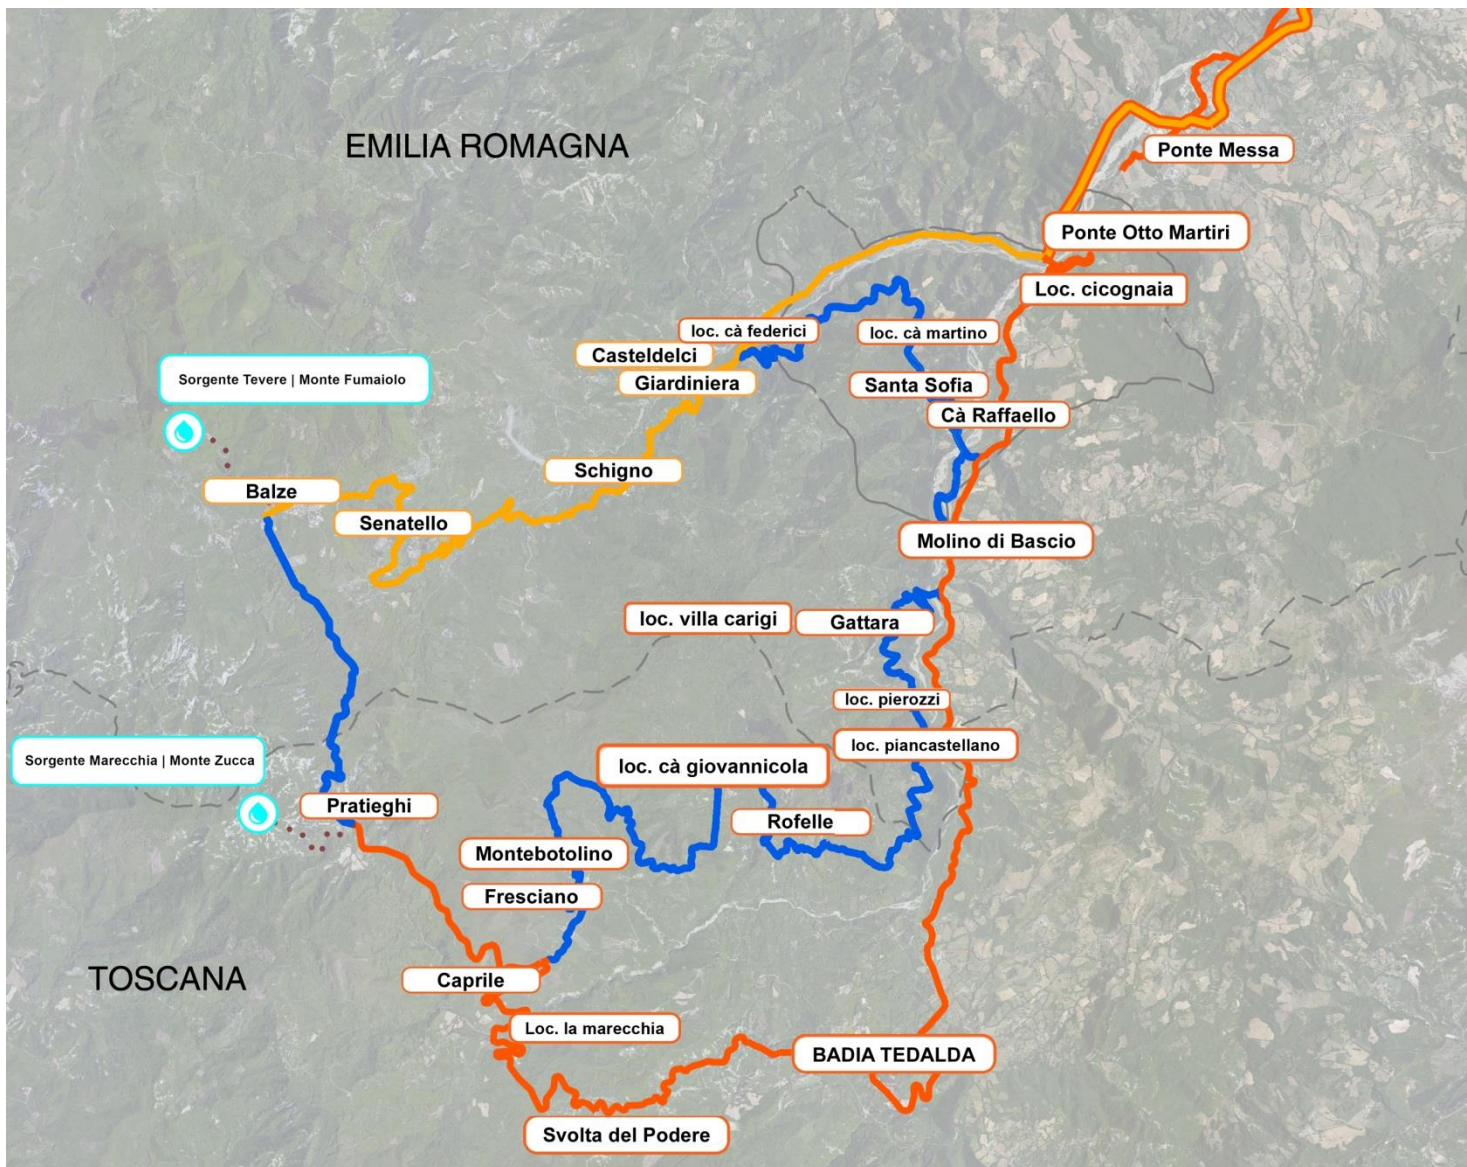 EMILIA ROMAGNA
Ponte Messa
Ponte Otto Martiri
Loc. cicognaia
loc. cà federici
loc. cà martino
Casteldelci
Giardiniera
Santa Sofia
Cà Raffaello
Sorgente Tevere | Monte Fumaiolo
Schigno
Balze
Senatello
Molino di Bascio
loc. villa carigi
Gattara
loc. pierozzi
loc. piancastellano
Sorgente Marecchia | Monte Zucca
loc. cà giovannicola
Pratieghi
Rofelle
Montebotolino
Fresciano
TOSCANA
Caprile
Loc. la marecchia
BADIA TEDALDA
Svolta del Podere